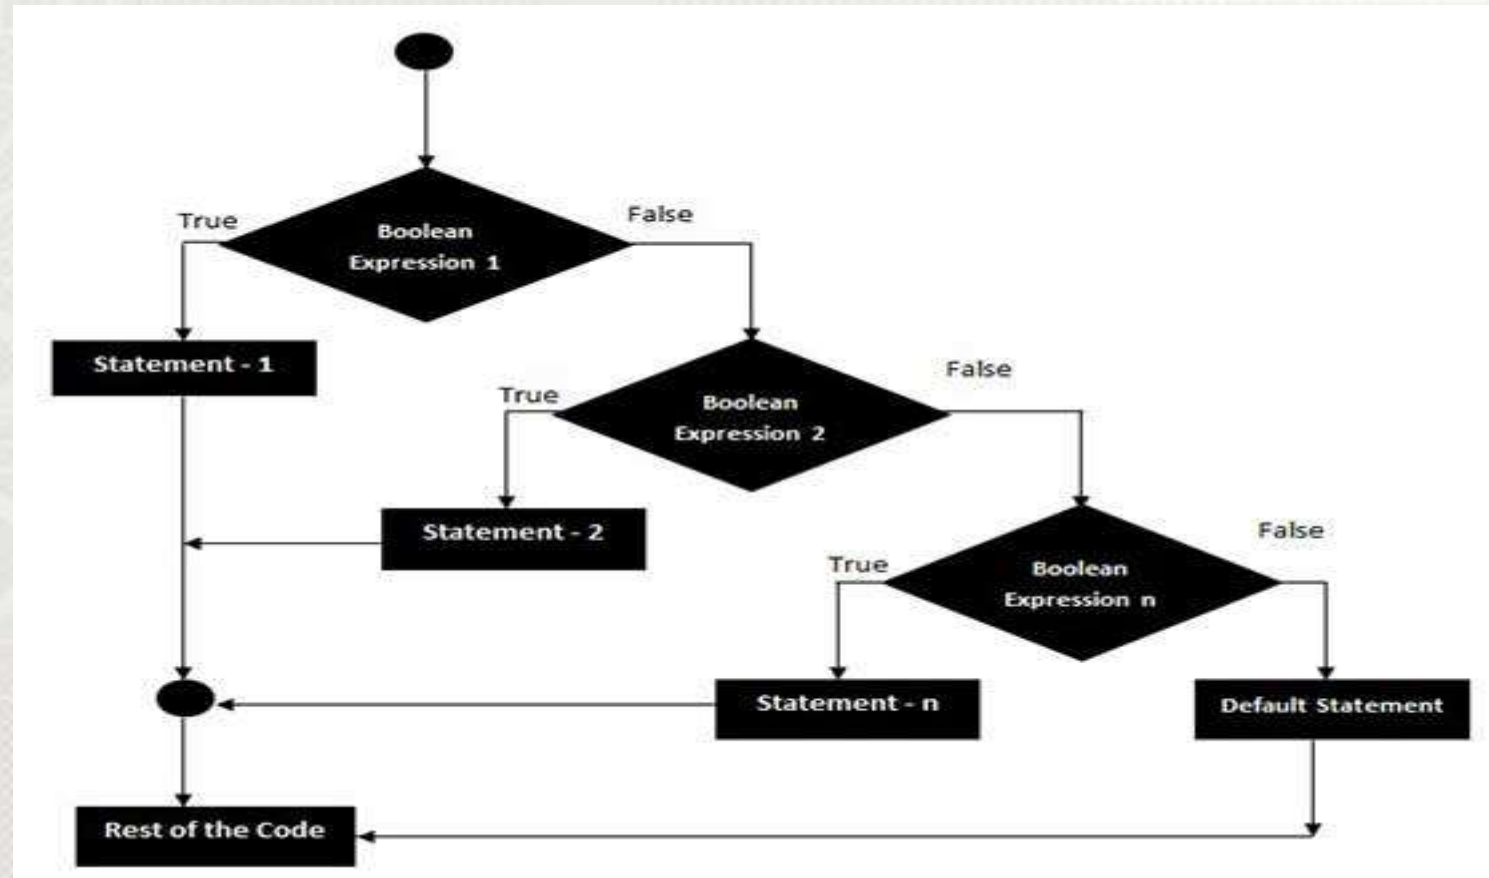 True
False
Boolean
Expression 1
Statement - 1
True
False
Boolean
Expression 2
Statement - 2
True
False
Boolean
Expression n
Statement - n
Default Statement
Rest of the Code